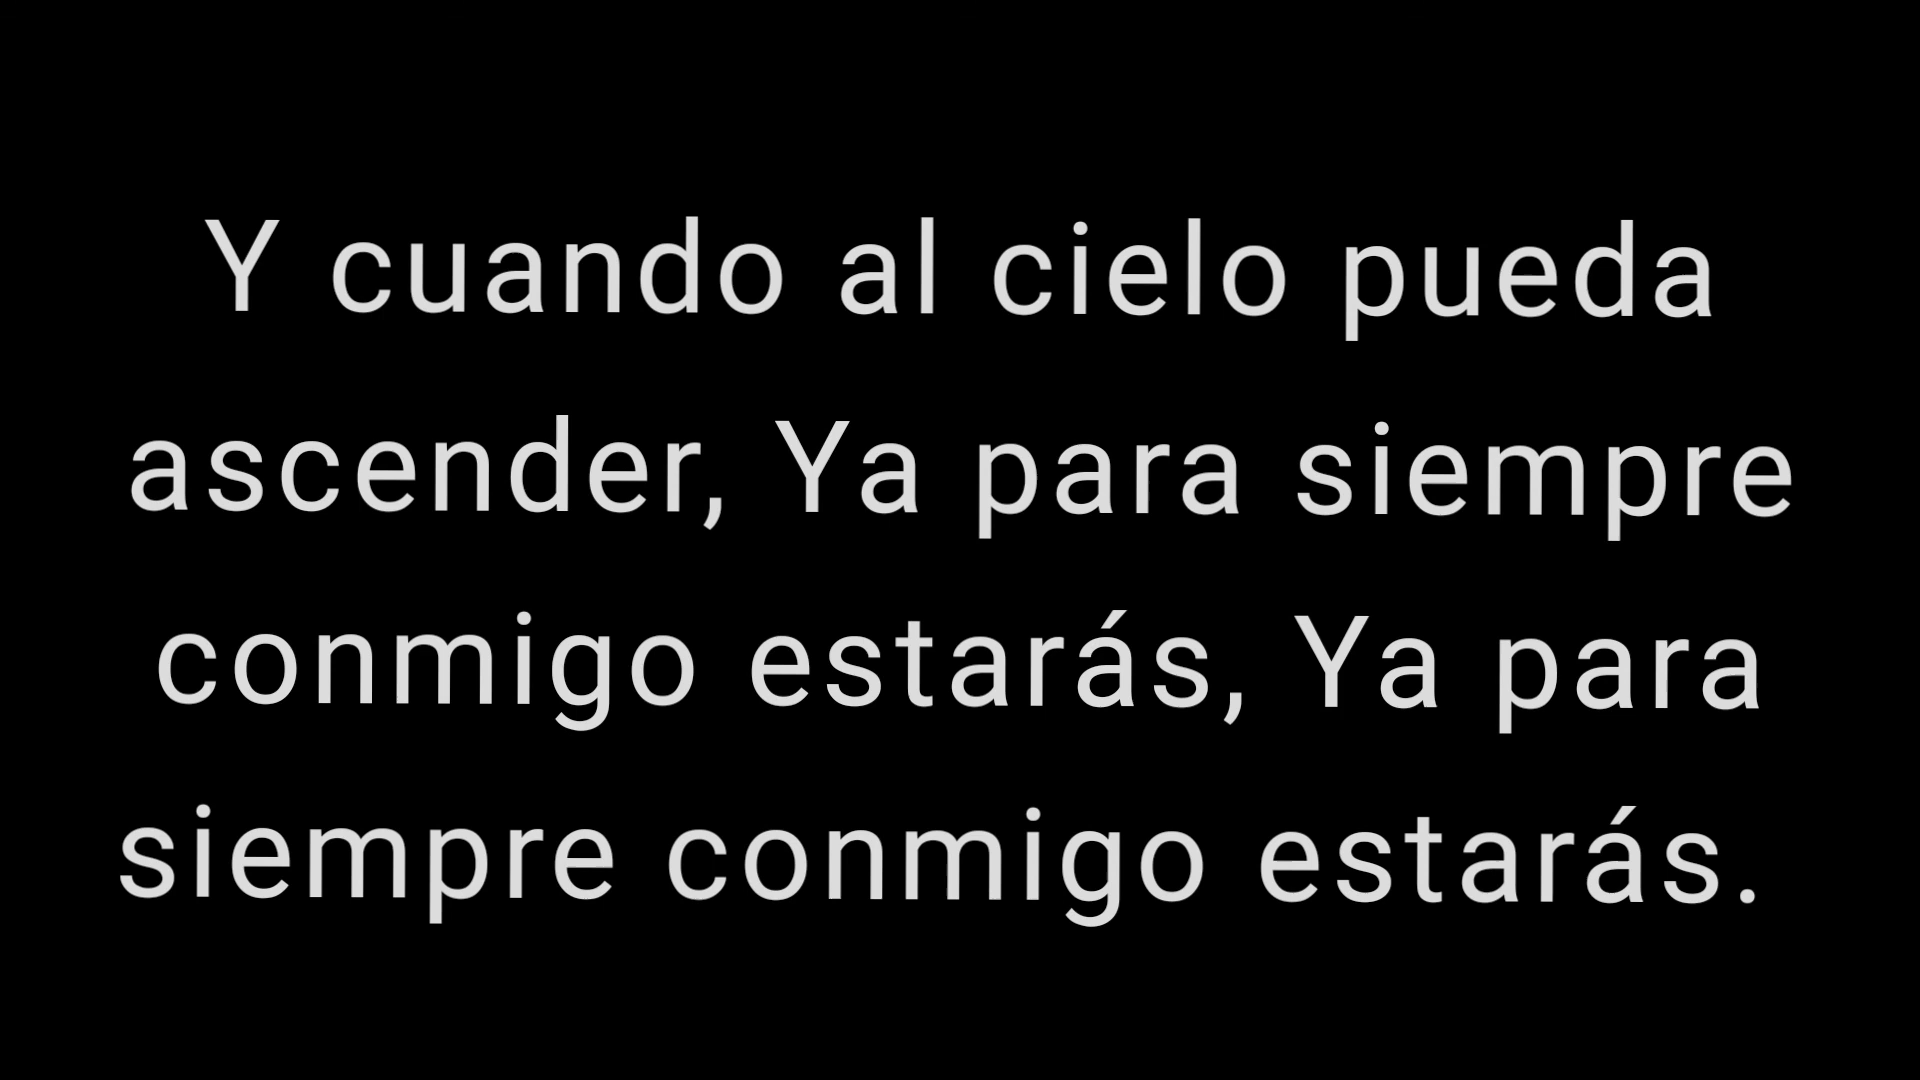 Y cuando al cielo pueda
ascender, Ya para siempre
conmigo estarás, Ya para
siempre conmigo estarás.